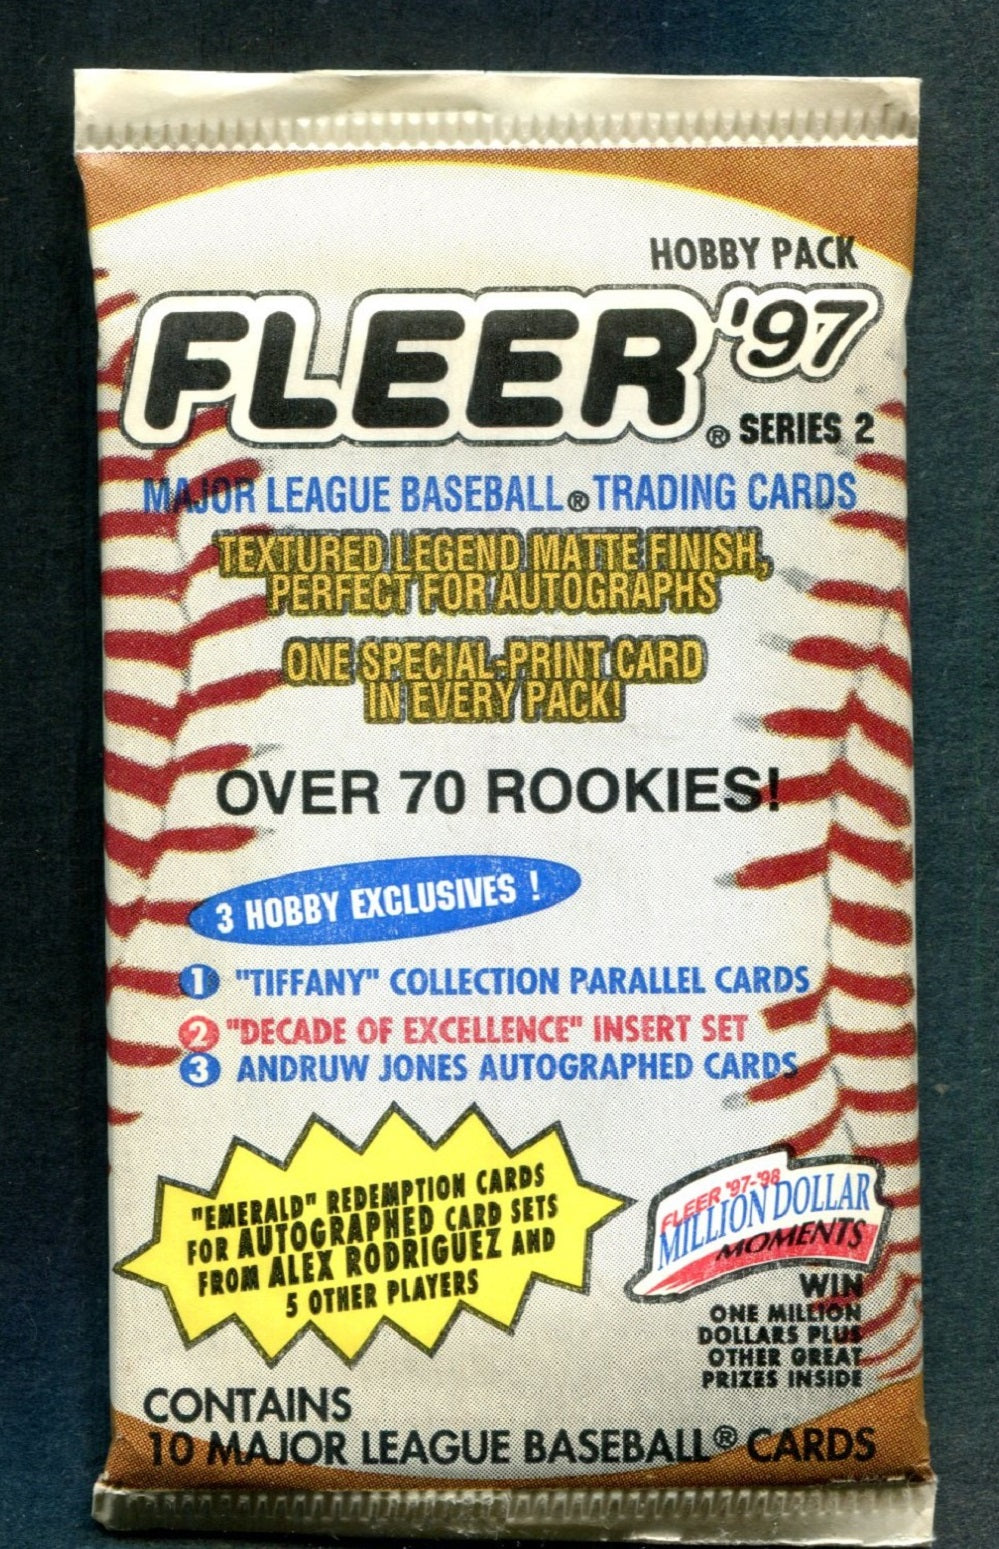 HOBBY PACK
FLEER '97
® SERIES 2
MAJOR LEAGUE BASEBALL® TRADING CARDS
TEXTURED LEGEND MATTE FINISH,
PERFECT FOR AUTOGRAPHS
ONE SPECIAL-PRINT CARD
IN EVERY PACK!
OVER 70 ROOKIES!
3 HOBBY EXCLUSIVES !
1 "TIFFANY" COLLECTION PARALLEL CARDS
2 "DECADE OF EXCELLENCE" INSERT SET
3 ANDRUW JONES AUTOGRAPHED CARDS
"EMERALD" REDEMPTION CARDS
FOR AUTOGRAPHED CARD SETS
FROM ALEX RODRIGUEZ AND
5 OTHER PLAYERS
FLEER '97-'98
MILLION DOLLAR
MOMENTS
WIN
ONE MILLION
DOLLARS PLUS
OTHER GREAT
PRIZES INSIDE
CONTAINS
10 MAJOR LEAGUE BASEBALL® CARDS